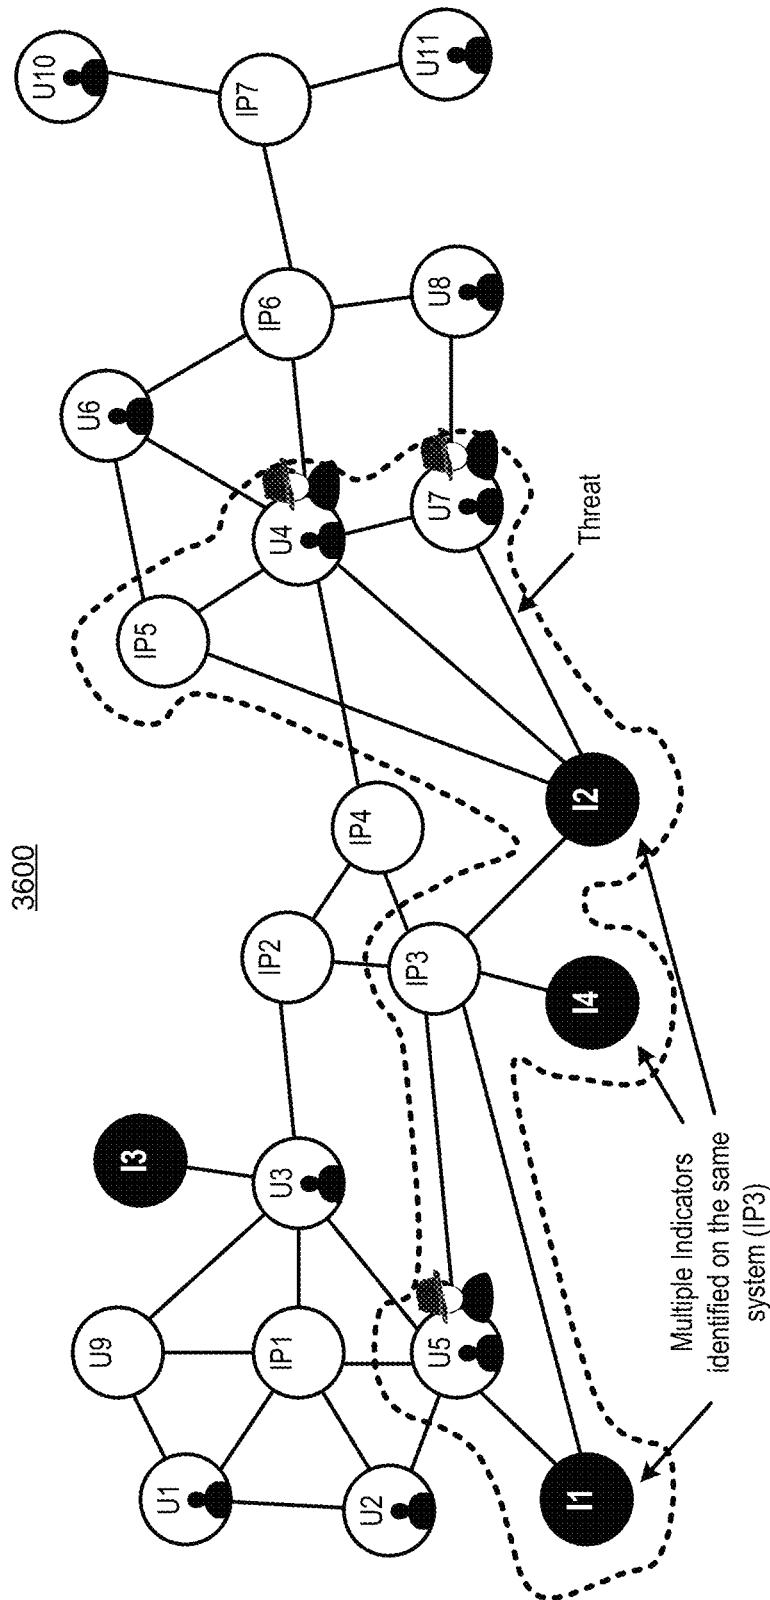 3600
U10
U11
IP7
U6
IP6
U8
IP5
U4
U7
Threat
IP4
IP2
IP3
I2
I4
I3
U3
U9
IP1
U5
U1
U2
I1
Multiple Indicators
identified on the same
system (IP3)